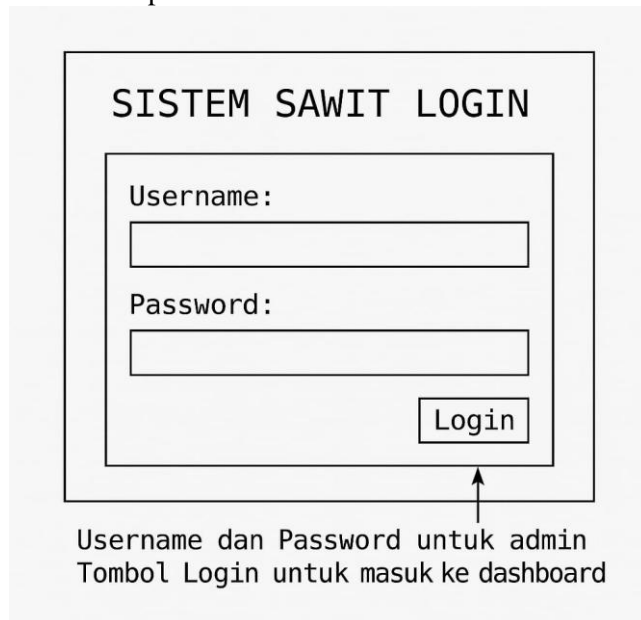 SISTEM SAWIT LOGIN
Username:
Password:
Login
Username dan Password untuk admin
Tombol Login untuk masuk ke dashboard